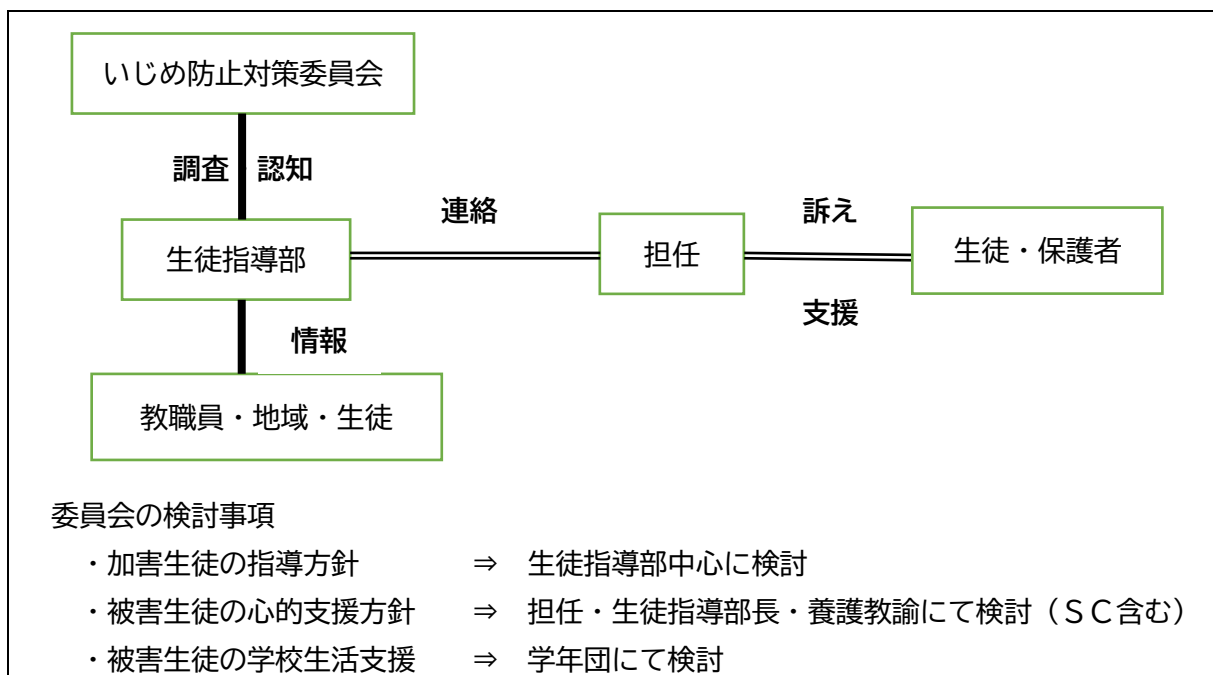 いじめ防止対策委員会
調査 認知
連絡
訴え
生徒指導部
担任
生徒・保護者
支援
情報
教職員・地域・生徒
委員会の検討事項
・加害生徒の指導方針 ⇒ 生徒指導部中心に検討
・被害生徒の心的支援方針 ⇒ 担任・生徒指導部長・養護教諭にて検討（ＳＣ含む）
・被害生徒の学校生活支援 ⇒ 学年団にて検討